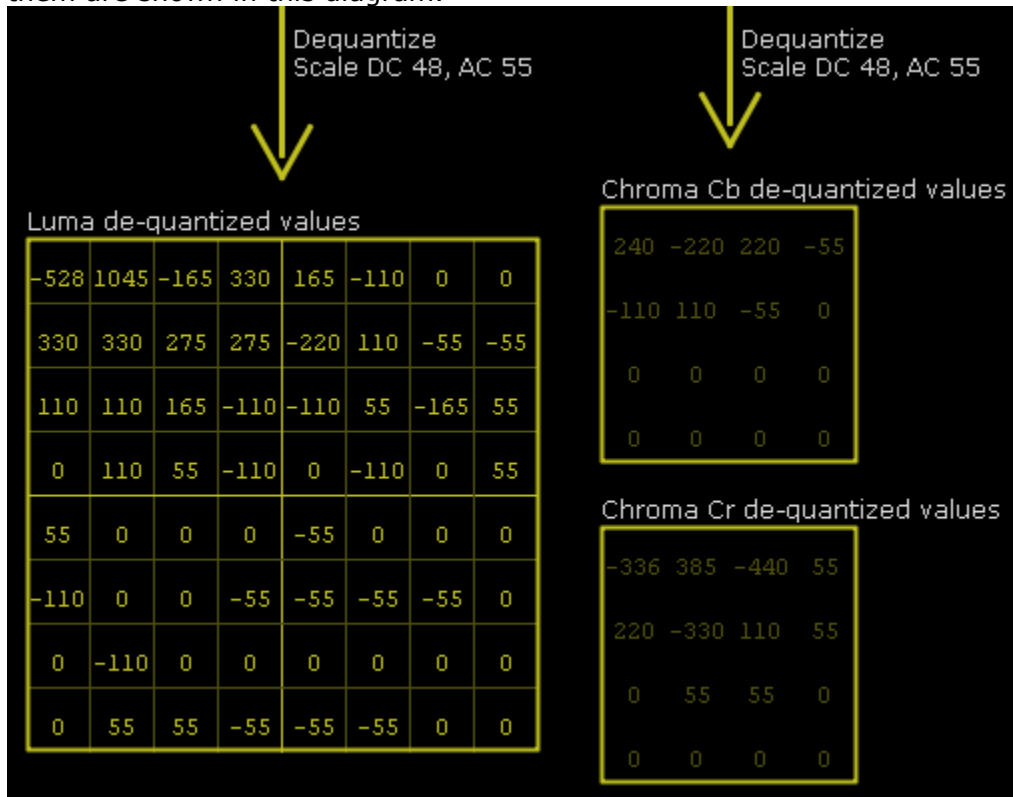 them are shown in this diagram.
Dequantize
Scale DC 48, AC 55
Dequantize
Scale DC 48, AC 55
Luma de-quantized values
-528 1045 -165 330 165 -110 0 0
330 330 275 275 -220 110 -55 -55
110 110 165 -110 -110 55 -165 55
0 110 55 -110 0 -110 0 55
55 0 0 0 -55 0 0 0
-110 0 0 -55 -55 -55 -55 0
0 -110 0 0 0 0 0 0
0 55 55 -55 -55 -55 0 0
Chroma Cb de-quantized values
240 -220 220 -55
-110 110 -55 0
0 0 0 0
0 0 0 0
Chroma Cr de-quantized values
-336 385 -440 55
220 -330 110 55
0 55 55 0
0 0 0 0